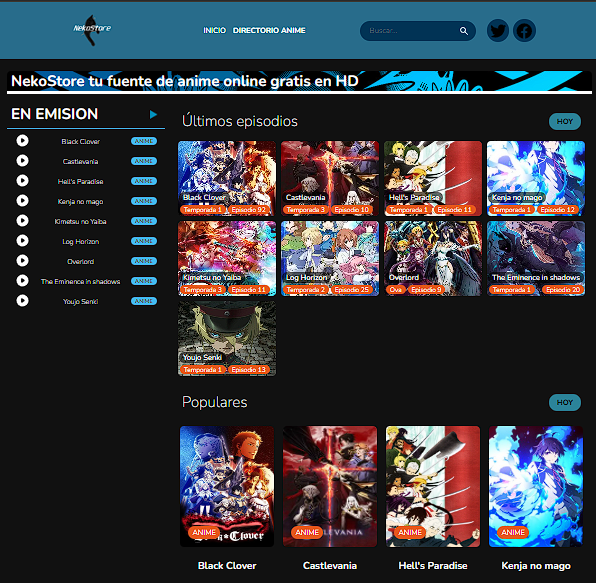 NekoStore
INICIO DIRECTORIO ANIME
Buscar...
NekoStore tu fuente de anime online gratis en HD
EN EMISION
Black Clover ANIME
Castlevania ANIME
Hell's Paradise ANIME
Kenja no mago ANIME
Kimetsu no Yaiba ANIME
Log Horizon ANIME
Overlord ANIME
The Eminence in shadows ANIME
Youjo Senki ANIME
Últimos episodios HOY
Black Clover
Temporada 1 Episodio 92
Castlevania
Temporada 3 Episodio 10
Hell's Paradise
Temporada 1 Episodio 11
Kenja no mago
Temporada 1 Episodio 12
Kimetsu no Yaiba
Temporada 3 Episodio 11
Log Horizon
Temporada 2 Episodio 25
Overlord
Ova Episodio 9
The Eminence in shadows
Temporada 1 Episodio 20
Youjo Senki
Temporada 1 Episodio 13
Populares HOY
ANIME
Black Clover
ANIME
Castlevania
ANIME
Hell's Paradise
ANIME
Kenja no mago